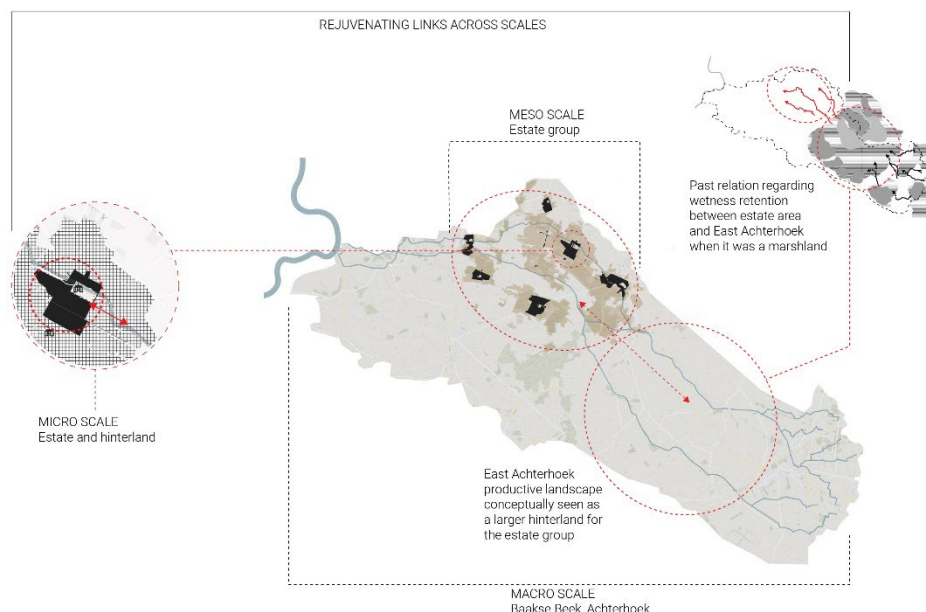 REJUVENATING LINKS ACROSS SCALES
MESO SCALE
Estate group
Past relation regarding
wetness retention
between estate area
and East Achterhoek
when it was a marshland
MICRO SCALE
Estate and hinterland
East Achterhoek
productive landscape
conceptually seen as
a larger hinterland for
the estate group
MACRO SCALE
Baakse Beek, Achterhoek